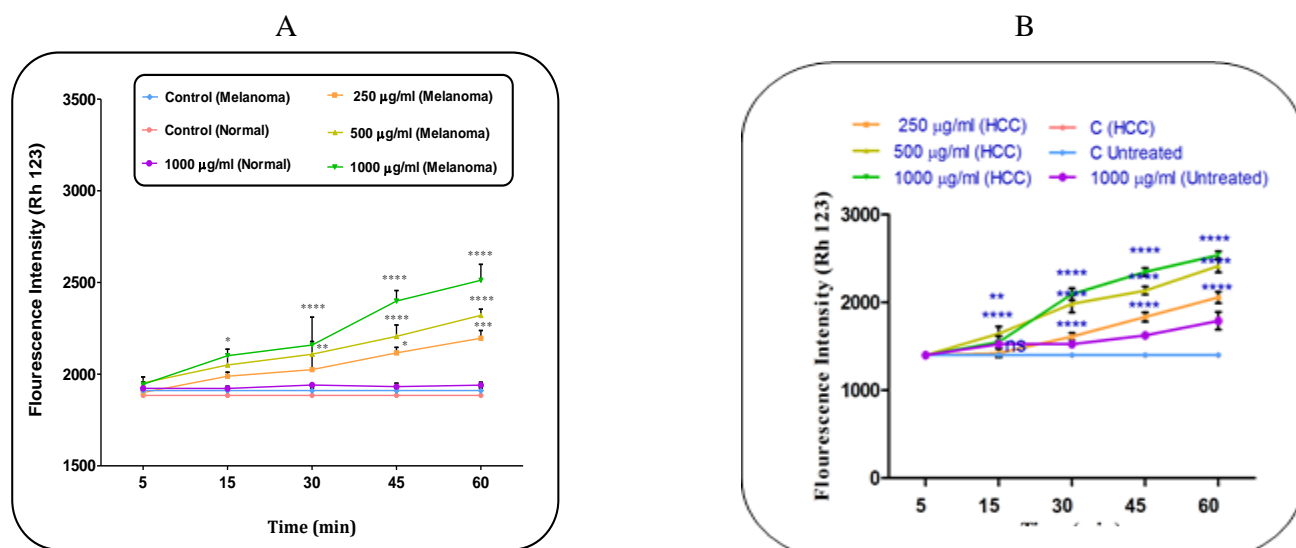 A
B
Control (Melanoma)
250 µg/ml (Melanoma)
Control (Normal)
500 µg/ml (Melanoma)
1000 µg/ml (Normal)
1000 µg/ml (Melanoma)
Flourescence Intensity (Rh 123)
3500
3000
2500
2000
1500
*
****
**
****
****
*
****
****
***
5
15
30
45
60
Time (min)
250 µg/ml (HCC)
C (HCC)
500 µg/ml (HCC)
C Untreated
1000 µg/ml (HCC)
1000 µg/ml (Untreated)
Flourescence Intensity (Rh 123)
3000
2000
1000
0
**
****
ns
****
****
****
****
****
****
****
****
****
5
15
30
45
60